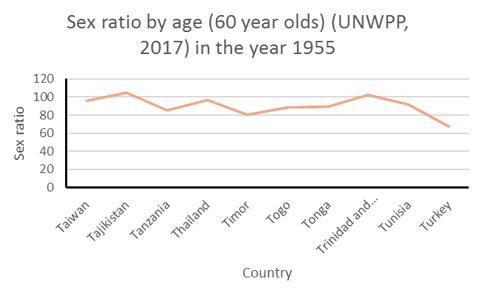 Sex ratio by age (60 year olds) (UNWPP,
2017) in the year 1955
120
100
80
60
40
20
0
Sex ratio
Taiwan
Tajikistan
Tanzania
Thailand
Timor
Togo
Tonga
Trinidad and...
Tunisia
Turkey
Country